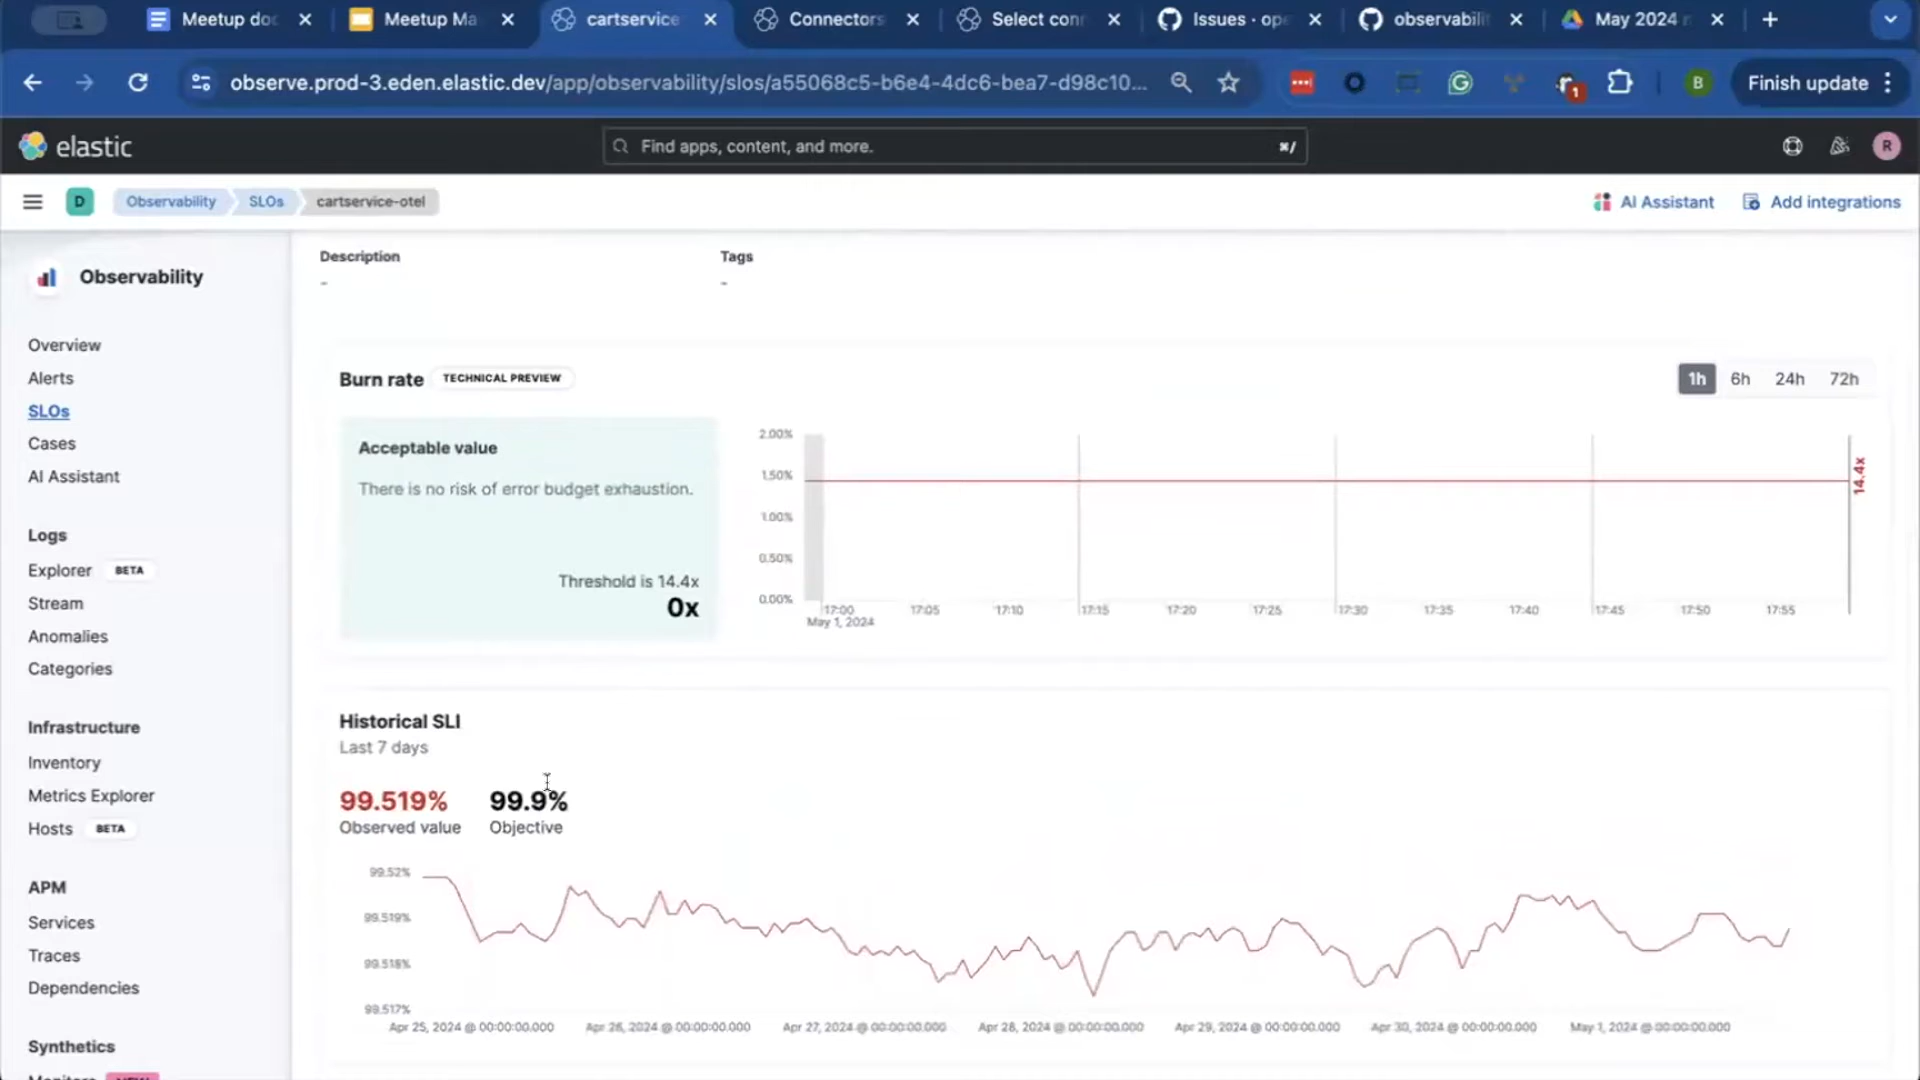 Meetup doc
Meetup Ma
cartservice
Connectors
Select conn
Issues · ope
observabili
May 2024 m
observe.prod-3.eden.elastic.dev/app/observability/slos/a55068c5-b6e4-4dc6-bea7-d98c10...
1
B
Finish update
elastic
Find apps, content, and more.
⌘/
R
D
Observability
SLOs
cartservice-otel
AI Assistant
Add integrations
Observability
Overview
Alerts
SLOs
Cases
AI Assistant
Logs
Explorer BETA
Stream
Anomalies
Categories
Infrastructure
Inventory
Metrics Explorer
Hosts BETA
APM
Services
Traces
Dependencies
Synthetics
Monitors NEW
Description
-
Tags
-
Burn rate TECHNICAL PREVIEW
1h 6h 24h 72h
Acceptable value
There is no risk of error budget exhaustion.
Threshold is 14.4x
0x
2.00%
1.50%
1.00%
0.50%
0.00%
14.4x
17:00 17:05 17:10 17:15 17:20 17:25 17:30 17:35 17:40 17:45 17:50 17:55
May 1, 2024
Historical SLI
Last 7 days
99.519% 99.9%
Observed value Objective
99.52%
99.519%
99.518%
99.517%
Apr 25, 2024 @ 00:00:00.000 Apr 26, 2024 @ 00:00:00.000 Apr 27, 2024 @ 00:00:00.000 Apr 28, 2024 @ 00:00:00.000 Apr 29, 2024 @ 00:00:00.000 Apr 30, 2024 @ 00:00:00.000 May 1, 2024 @ 00:00:00.000